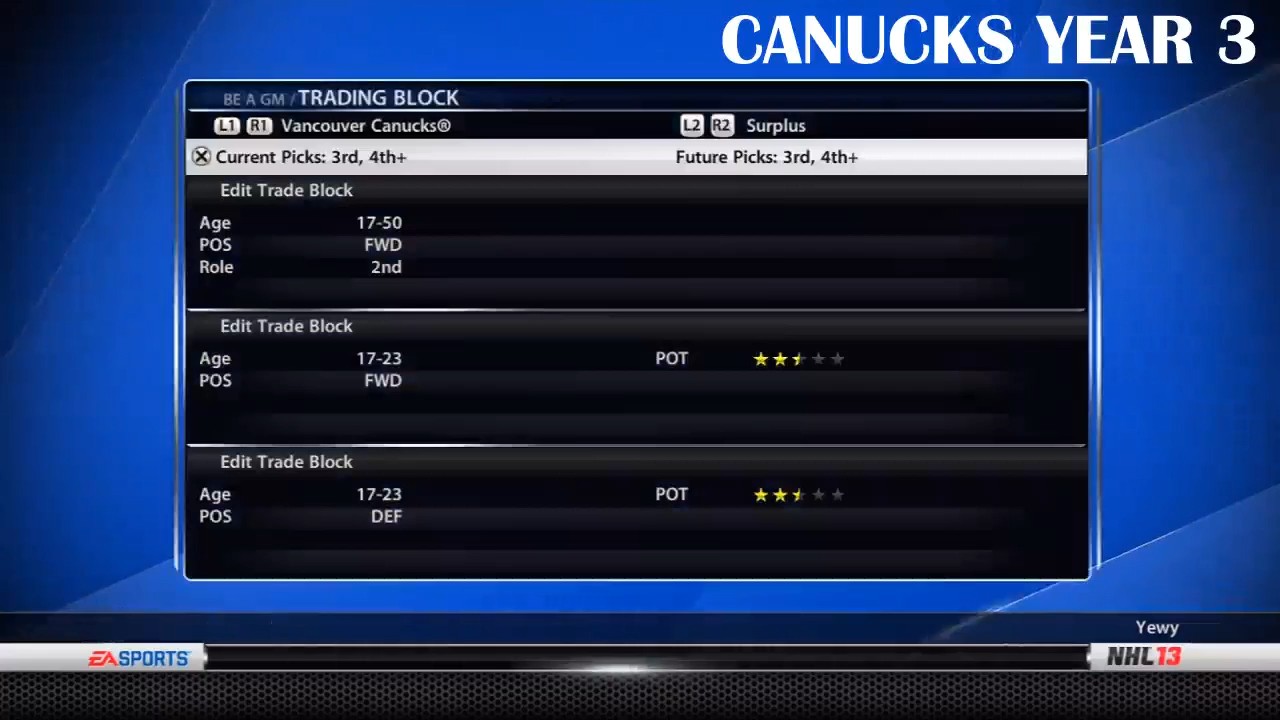 CANUCKS YEAR 3
BE A GM / TRADING BLOCK
L1 R1 Vancouver Canucks® L2 R2 Surplus
Current Picks: 3rd, 4th+ Future Picks: 3rd, 4th+
Edit Trade Block
Age 17-50
POS FWD
Role 2nd
Edit Trade Block
Age 17-23 POT
POS FWD
Edit Trade Block
Age 17-23 POT
POS DEF
Yewy
EA SPORTS NHL 13